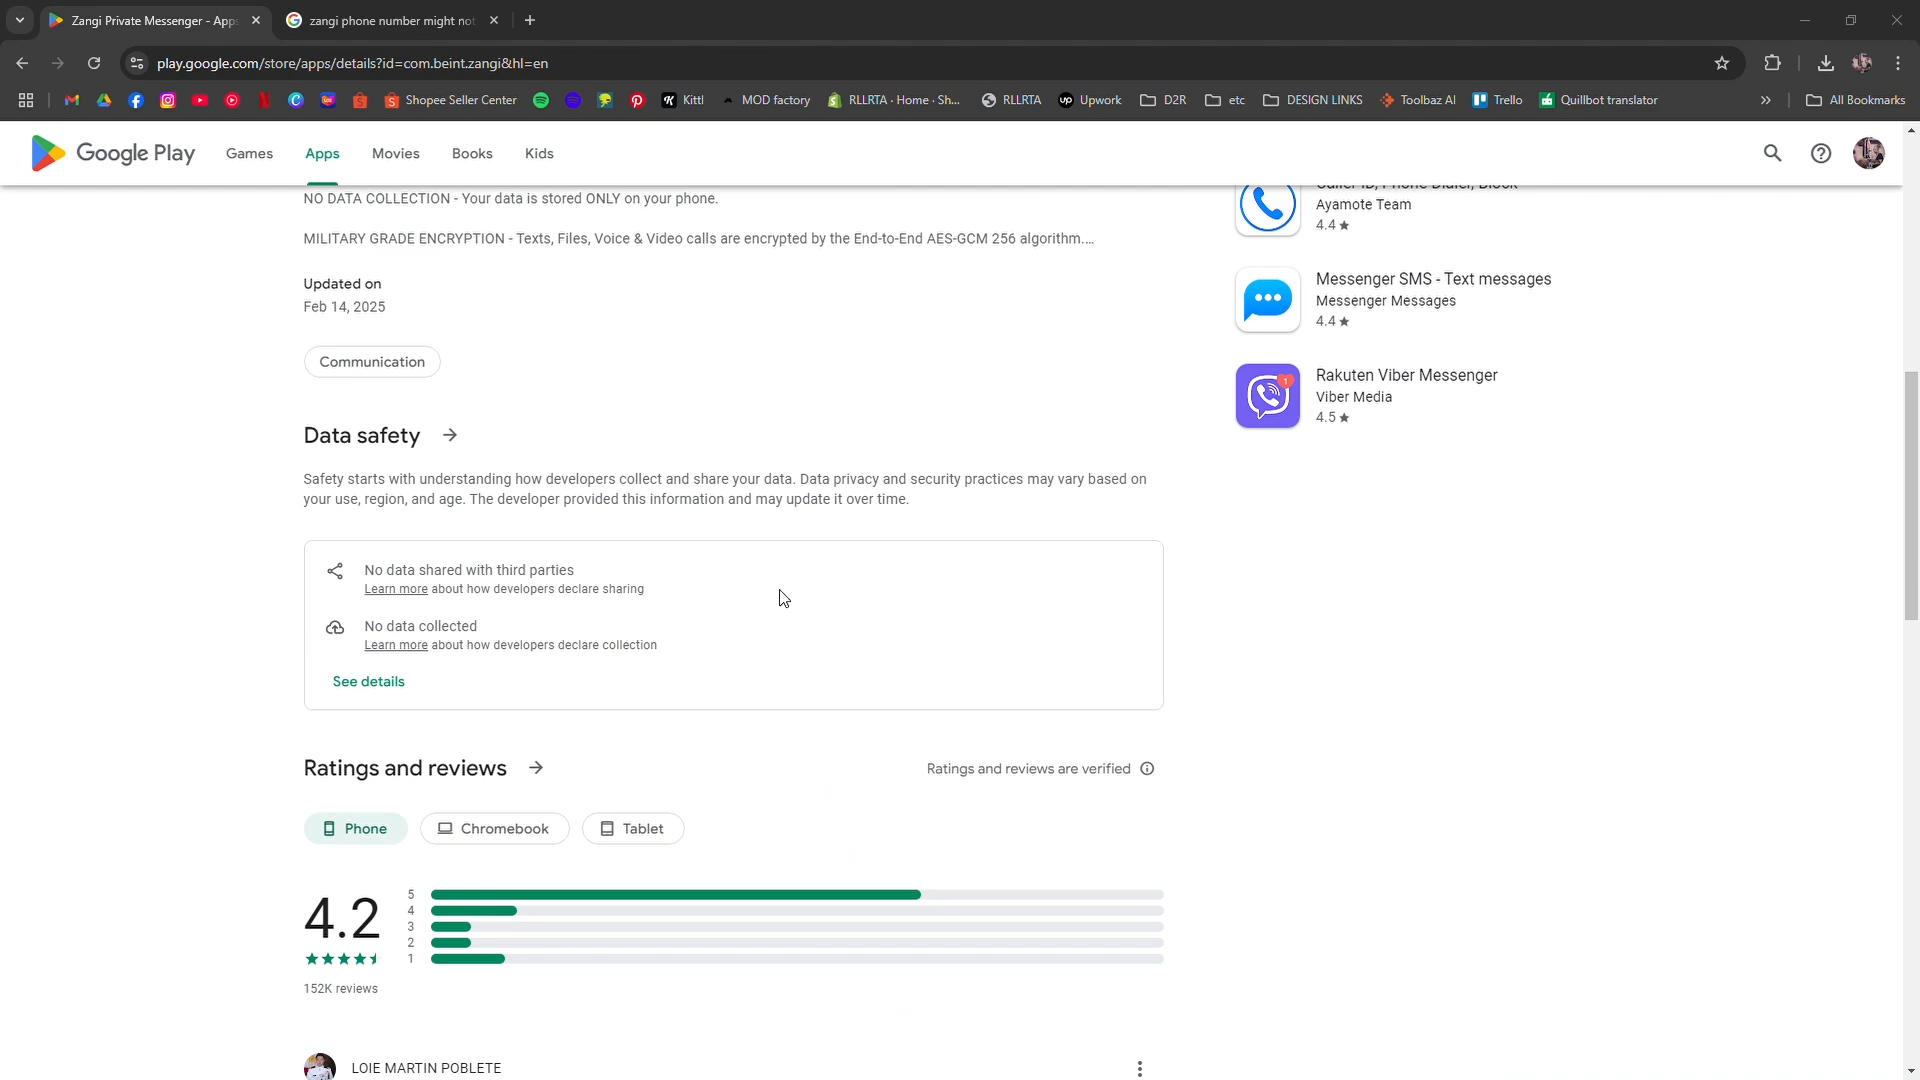 Zangi Private Messenger - Apps
zangi phone number might not
play.google.com/store/apps/details?id=com.beint.zangi&hl=en
Shopee Seller Center
Kittl
MOD factory
RLLRTA - Home · Sh...
RLLRTA
Upwork
D2R
etc
DESIGN LINKS
Toolbaz AI
Trello
Quillbot translator
All Bookmarks
Google Play
Games
Apps
Movies
Books
Kids
NO DATA COLLECTION - Your data is stored ONLY on your phone.
MILITARY GRADE ENCRYPTION - Texts, Files, Voice & Video calls are encrypted by the End-to-End AES-GCM 256 algorithm....
Updated on
Feb 14, 2025
Communication
Data safety
Safety starts with understanding how developers collect and share your data. Data privacy and security practices may vary based on
your use, region, and age. The developer provided this information and may update it over time.
No data shared with third parties
Learn more about how developers declare sharing
No data collected
Learn more about how developers declare collection
See details
Ratings and reviews
Ratings and reviews are verified
Phone
Chromebook
Tablet
4.2
5
4
3
2
1
152K reviews
LOIE MARTIN POBLETE
Caller ID, Phone Dialer, Block
Ayamote Team
4.4
Messenger SMS - Text messages
Messenger Messages
4.4
Rakuten Viber Messenger
Viber Media
4.5